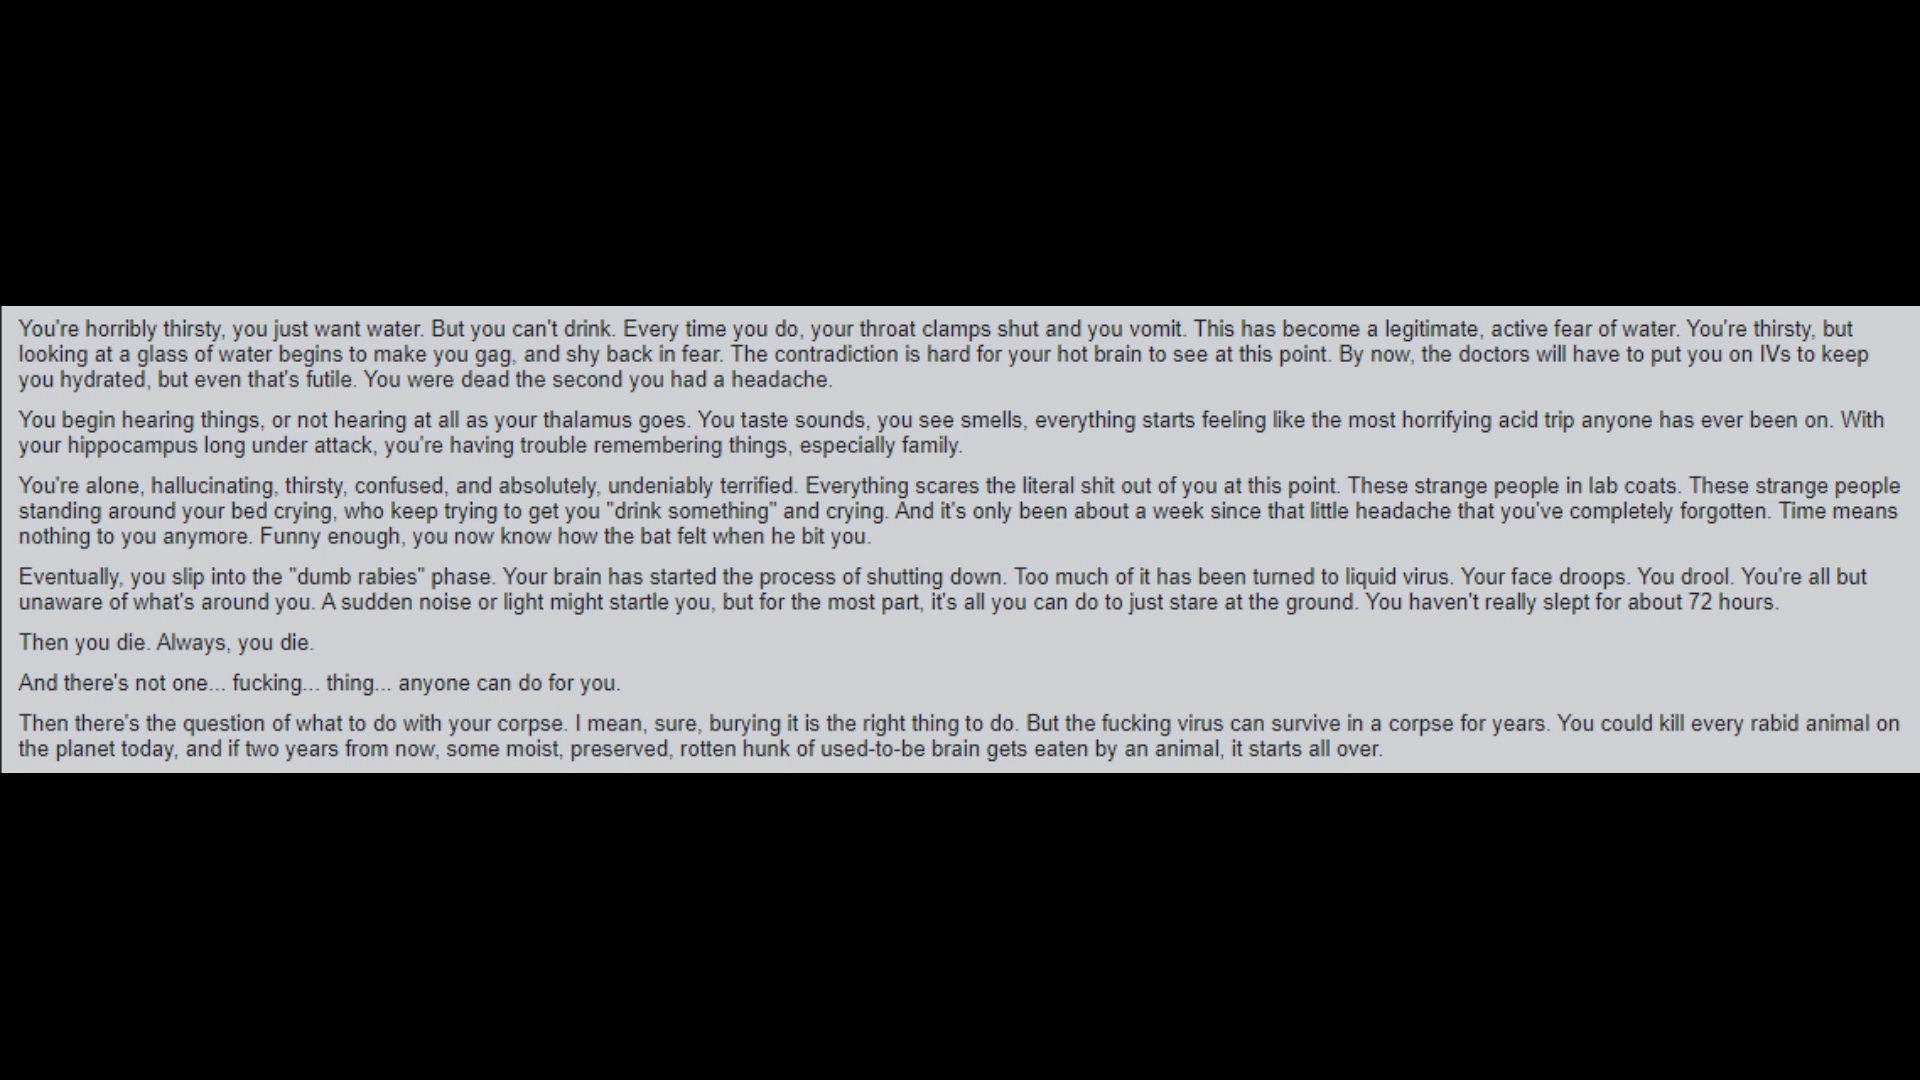 You're horribly thirsty, you just want water. But you can't drink. Every time you do, your throat clamps shut and you vomit. This has become a legitimate, active fear of water. You're thirsty, but
looking at a glass of water begins to make you gag, and shy back in fear. The contradiction is hard for your hot brain to see at this point. By now, the doctors will have to put you on IVs to keep
you hydrated, but even that's futile. You were dead the second you had a headache.
You begin hearing things, or not hearing at all as your thalamus goes. You taste sounds, you see smells, everything starts feeling like the most horrifying acid trip anyone has ever been on. With
your hippocampus long under attack, you're having trouble remembering things, especially family.
You're alone, hallucinating, thirsty, confused, and absolutely, undeniably terrified. Everything scares the literal shit out of you at this point. These strange people in lab coats. These strange people
standing around your bed crying, who keep trying to get you "drink something" and crying. And it's only been about a week since that little headache that you've completely forgotten. Time means
nothing to you anymore. Funny enough, you now know how the bat felt when he bit you.
Eventually, you slip into the "dumb rabies" phase. Your brain has started the process of shutting down. Too much of it has been turned to liquid virus. Your face droops. You drool. You're all but
unaware of what's around you. A sudden noise or light might startle you, but for the most part, it's all you can do to just stare at the ground. You haven't really slept for about 72 hours.
Then you die. Always, you die.
And there's not one... fucking... thing... anyone can do for you.
Then there's the question of what to do with your corpse. I mean, sure, burying it is the right thing to do. But the fucking virus can survive in a corpse for years. You could kill every rabid animal on
the planet today, and if two years from now, some moist, preserved, rotten hunk of used-to-be brain gets eaten by an animal, it starts all over.